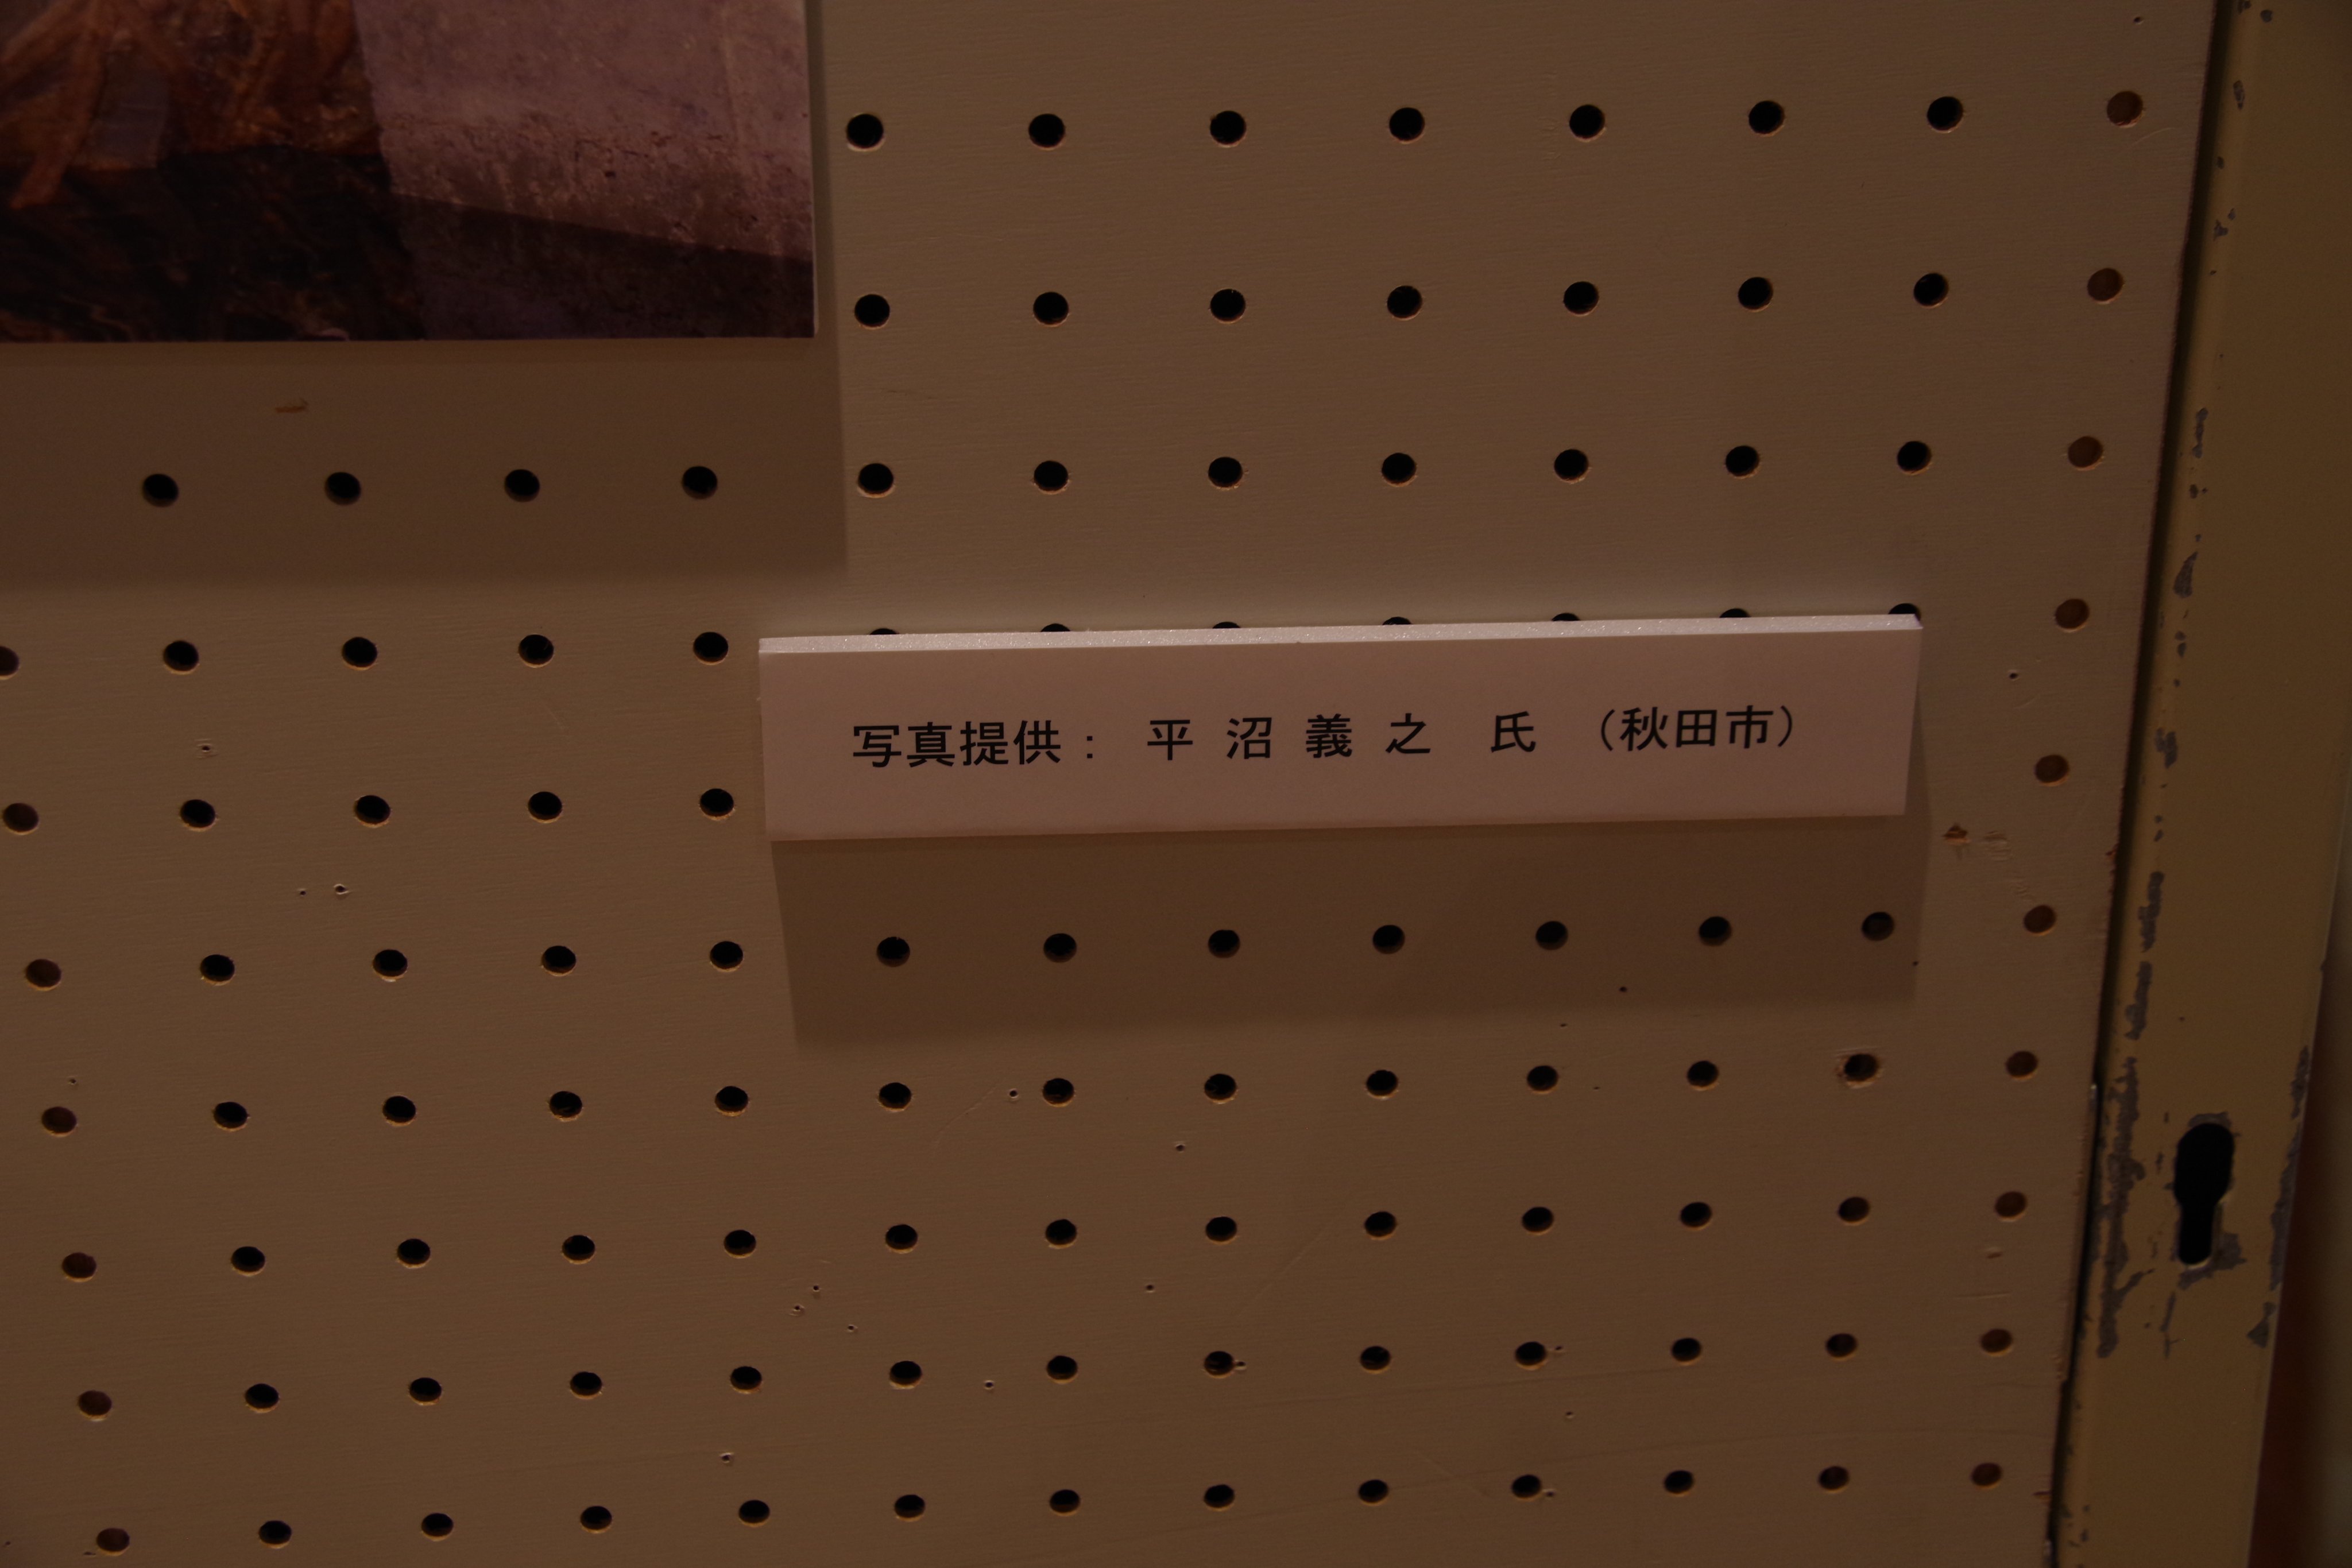 写真提供： 平 沼 義 之 氏 （秋田市）